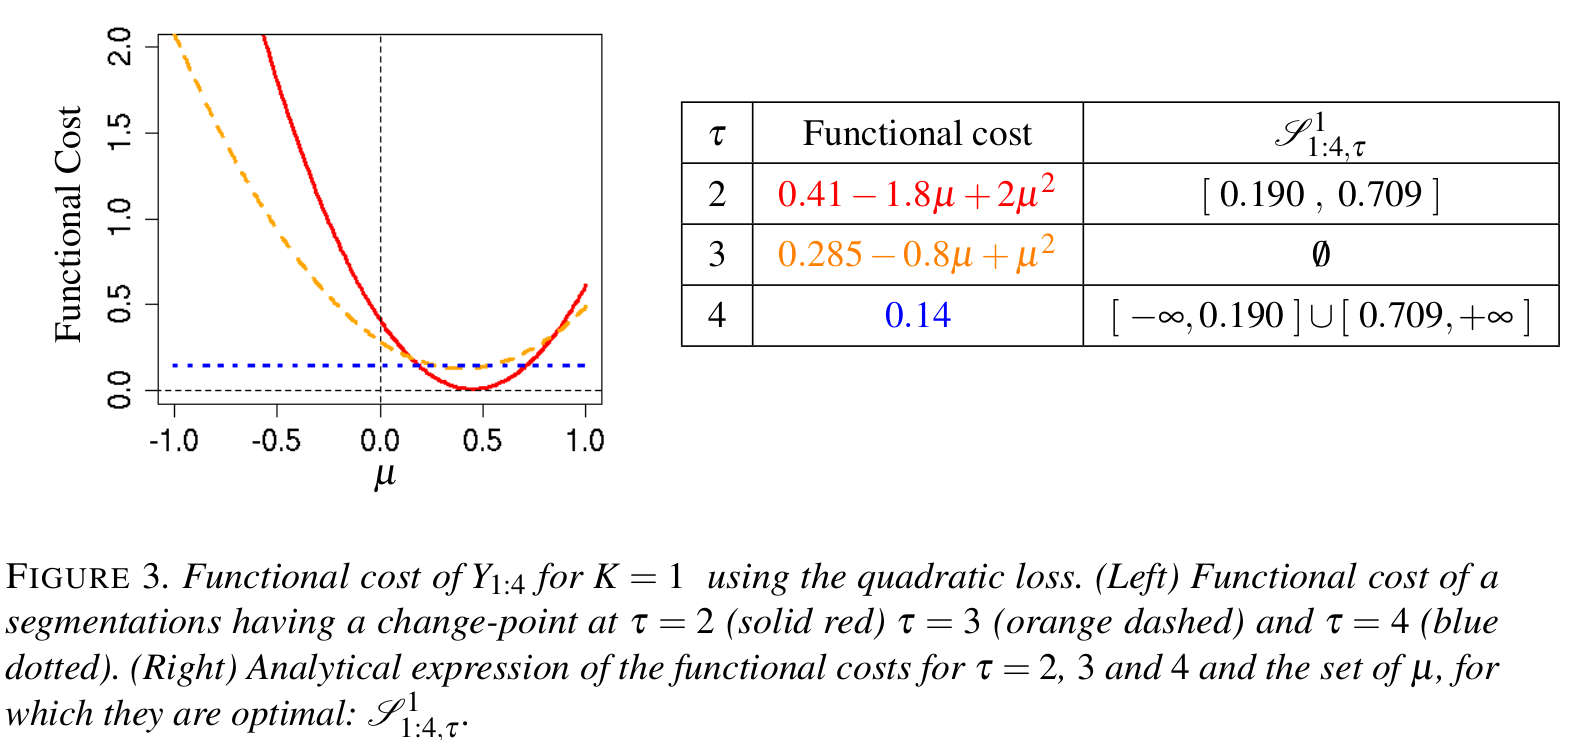 2.0
1.5
1.0
0.5
0.0
Functional Cost
-1.0 -0.5 0.0 0.5 1.0
μ
τ Functional cost 𝒮¹₁:₄,τ
2 0.41 − 1.8μ + 2μ² [ 0.190 , 0.709 ]
3 0.285 − 0.8μ + μ² ∅
4 0.14 [ −∞, 0.190 ] ∪ [ 0.709, +∞ ]
FIGURE 3. Functional cost of Y₁:₄ for K = 1 using the quadratic loss. (Left) Functional cost of a
segmentations having a change-point at τ = 2 (solid red) τ = 3 (orange dashed) and τ = 4 (blue
dotted). (Right) Analytical expression of the functional costs for τ = 2, 3 and 4 and the set of μ, for
which they are optimal: 𝒮¹₁:₄,τ.